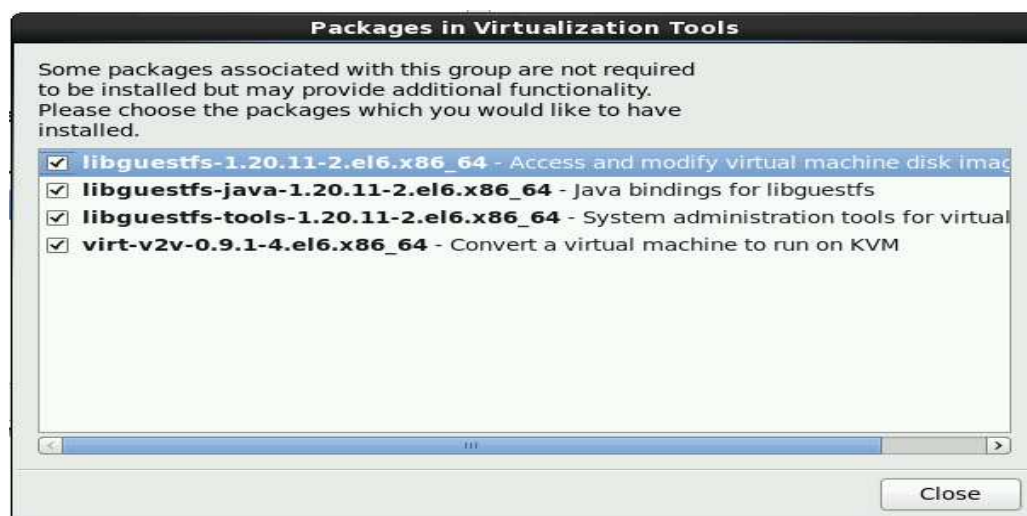 Packages in Virtualization Tools
Some packages associated with this group are not required
to be installed but may provide additional functionality.
Please choose the packages which you would like to have
installed.
libguestfs-1.20.11-2.el6.x86_64 - Access and modify virtual machine disk imag
libguestfs-java-1.20.11-2.el6.x86_64 - Java bindings for libguestfs
libguestfs-tools-1.20.11-2.el6.x86_64 - System administration tools for virtual
virt-v2v-0.9.1-4.el6.x86_64 - Convert a virtual machine to run on KVM
Close